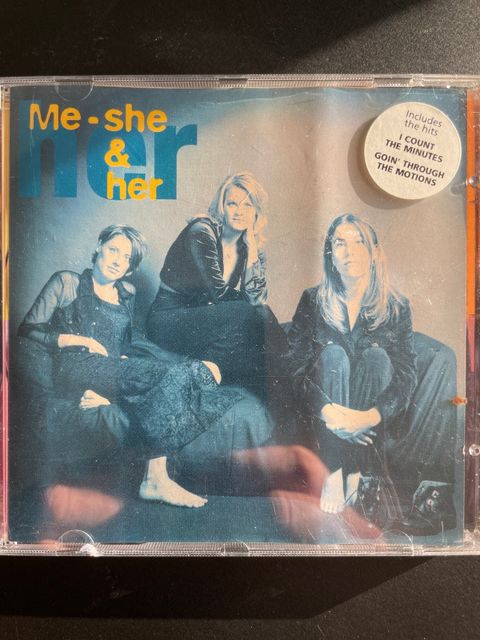 Me - she
her
&
her
Includes
the hits
I COUNT
THE MINUTES
GOIN' THROUGH
THE MOTIONS